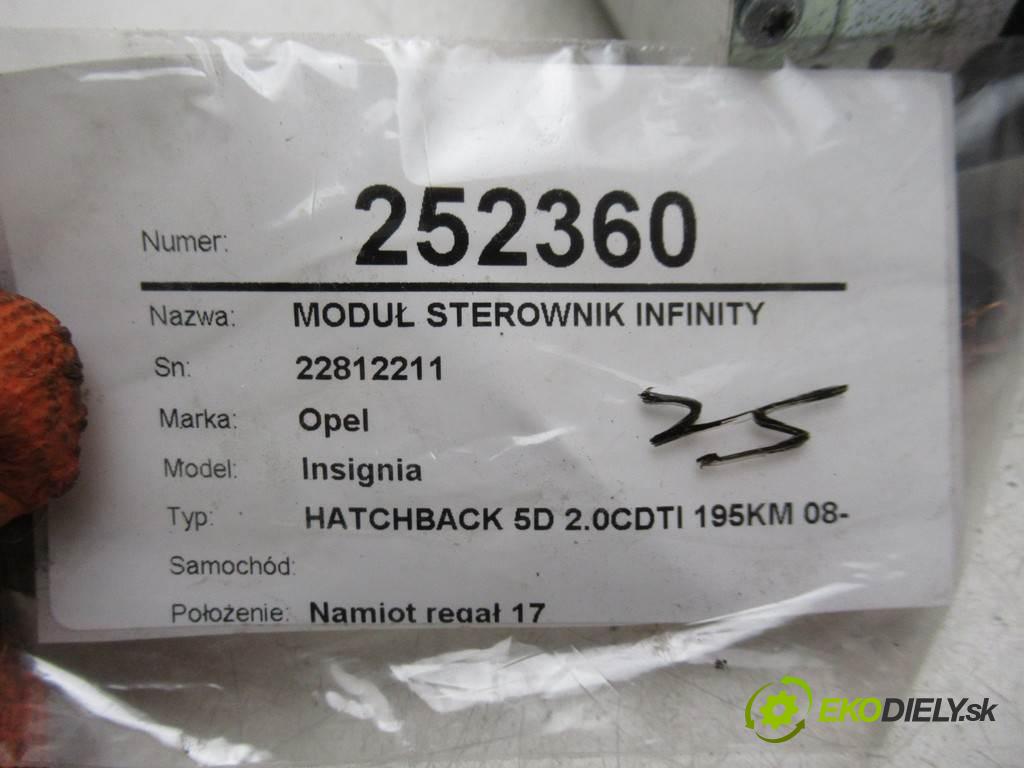 Numer: 252360
Nazwa: MODUŁ STEROWNIK INFINITY
Sn: 22812211
Marka: Opel
25
Model: Insignia
Typ: HATCHBACK 5D 2.0CDTI 195KM 08-
Samochód:
Położenie: Namiot regał 17
EKODIELY.sk